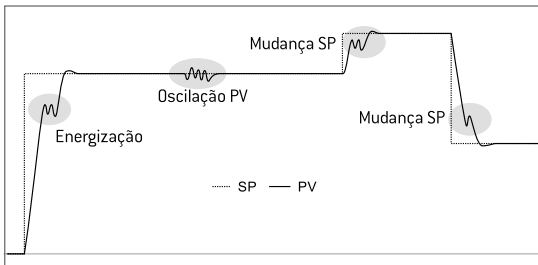 Mudança SP
Oscilação PV
Mudança SP
Energização
SP PV